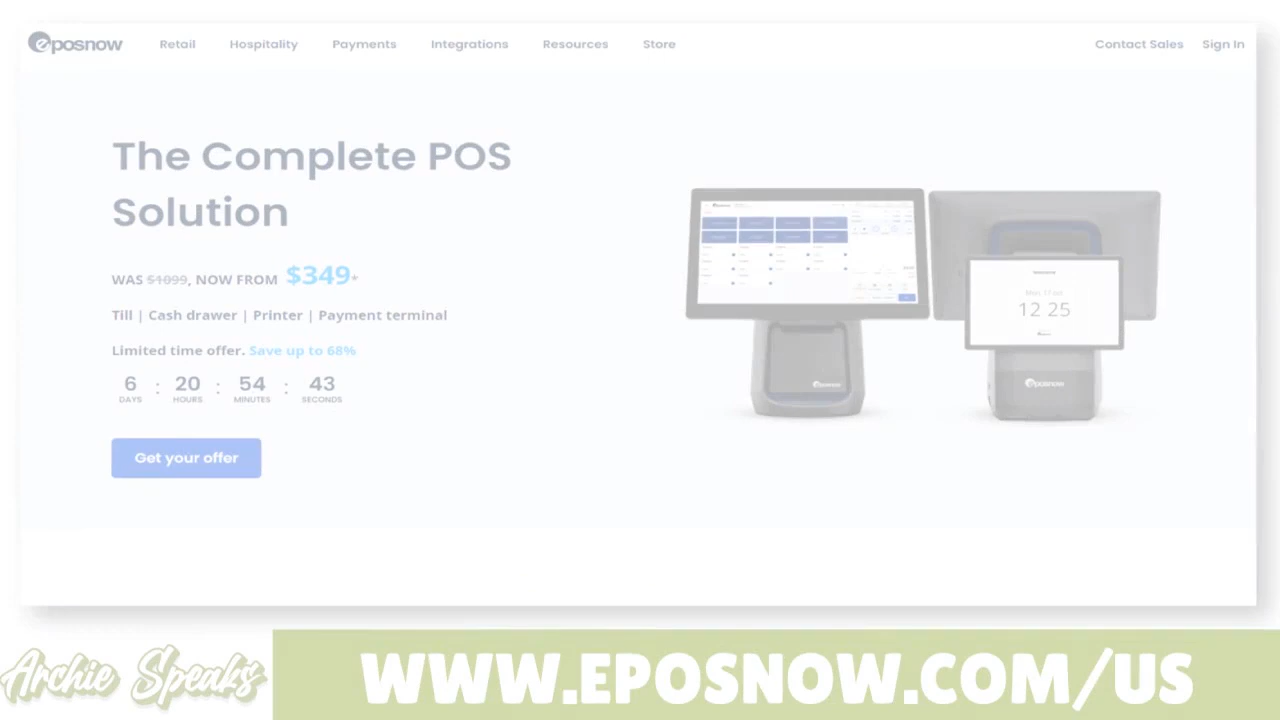 eposnow Retail Hospitality Payments Integrations Resources Store Contact Sales Sign In
The Complete POS
Solution
WAS $1099, NOW FROM $349*
Till | Cash drawer | Printer | Payment terminal
Limited time offer. Save up to 68%
6 : 20 : 54 : 43
DAYS HOURS MINUTES SECONDS
Get your offer
12 25
eposnow
eposnow
Archie Speaks
WWW.EPOSNOW.COM/US